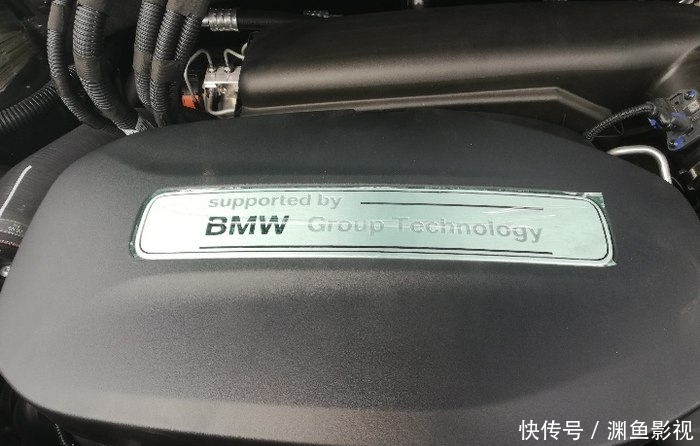 supported by
BMW Group Technology
快传号 / 渊鱼影视